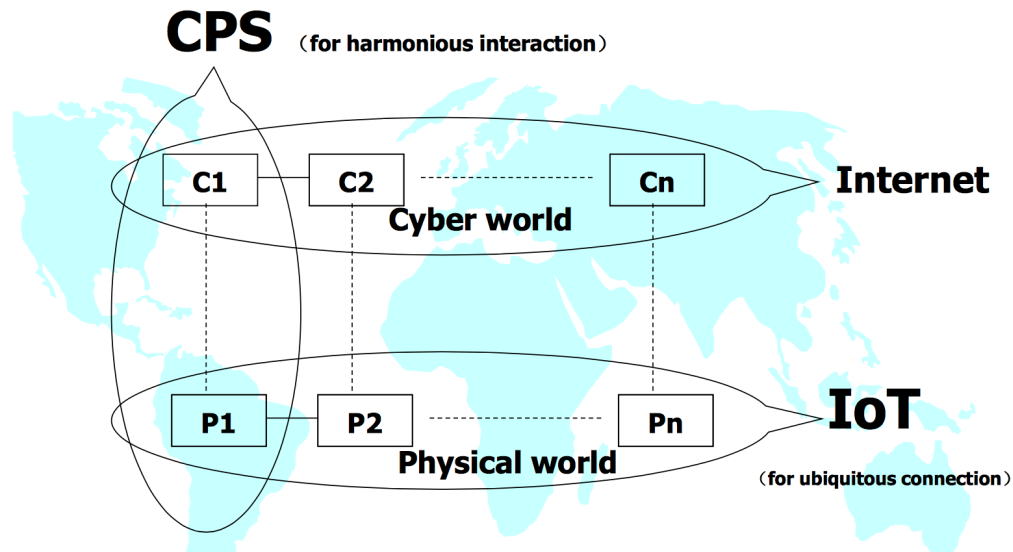 CPS （for harmonious interaction）
C1 C2 Cn Internet
Cyber world
P1 P2 Pn IoT
Physical world
（for ubiquitous connection）